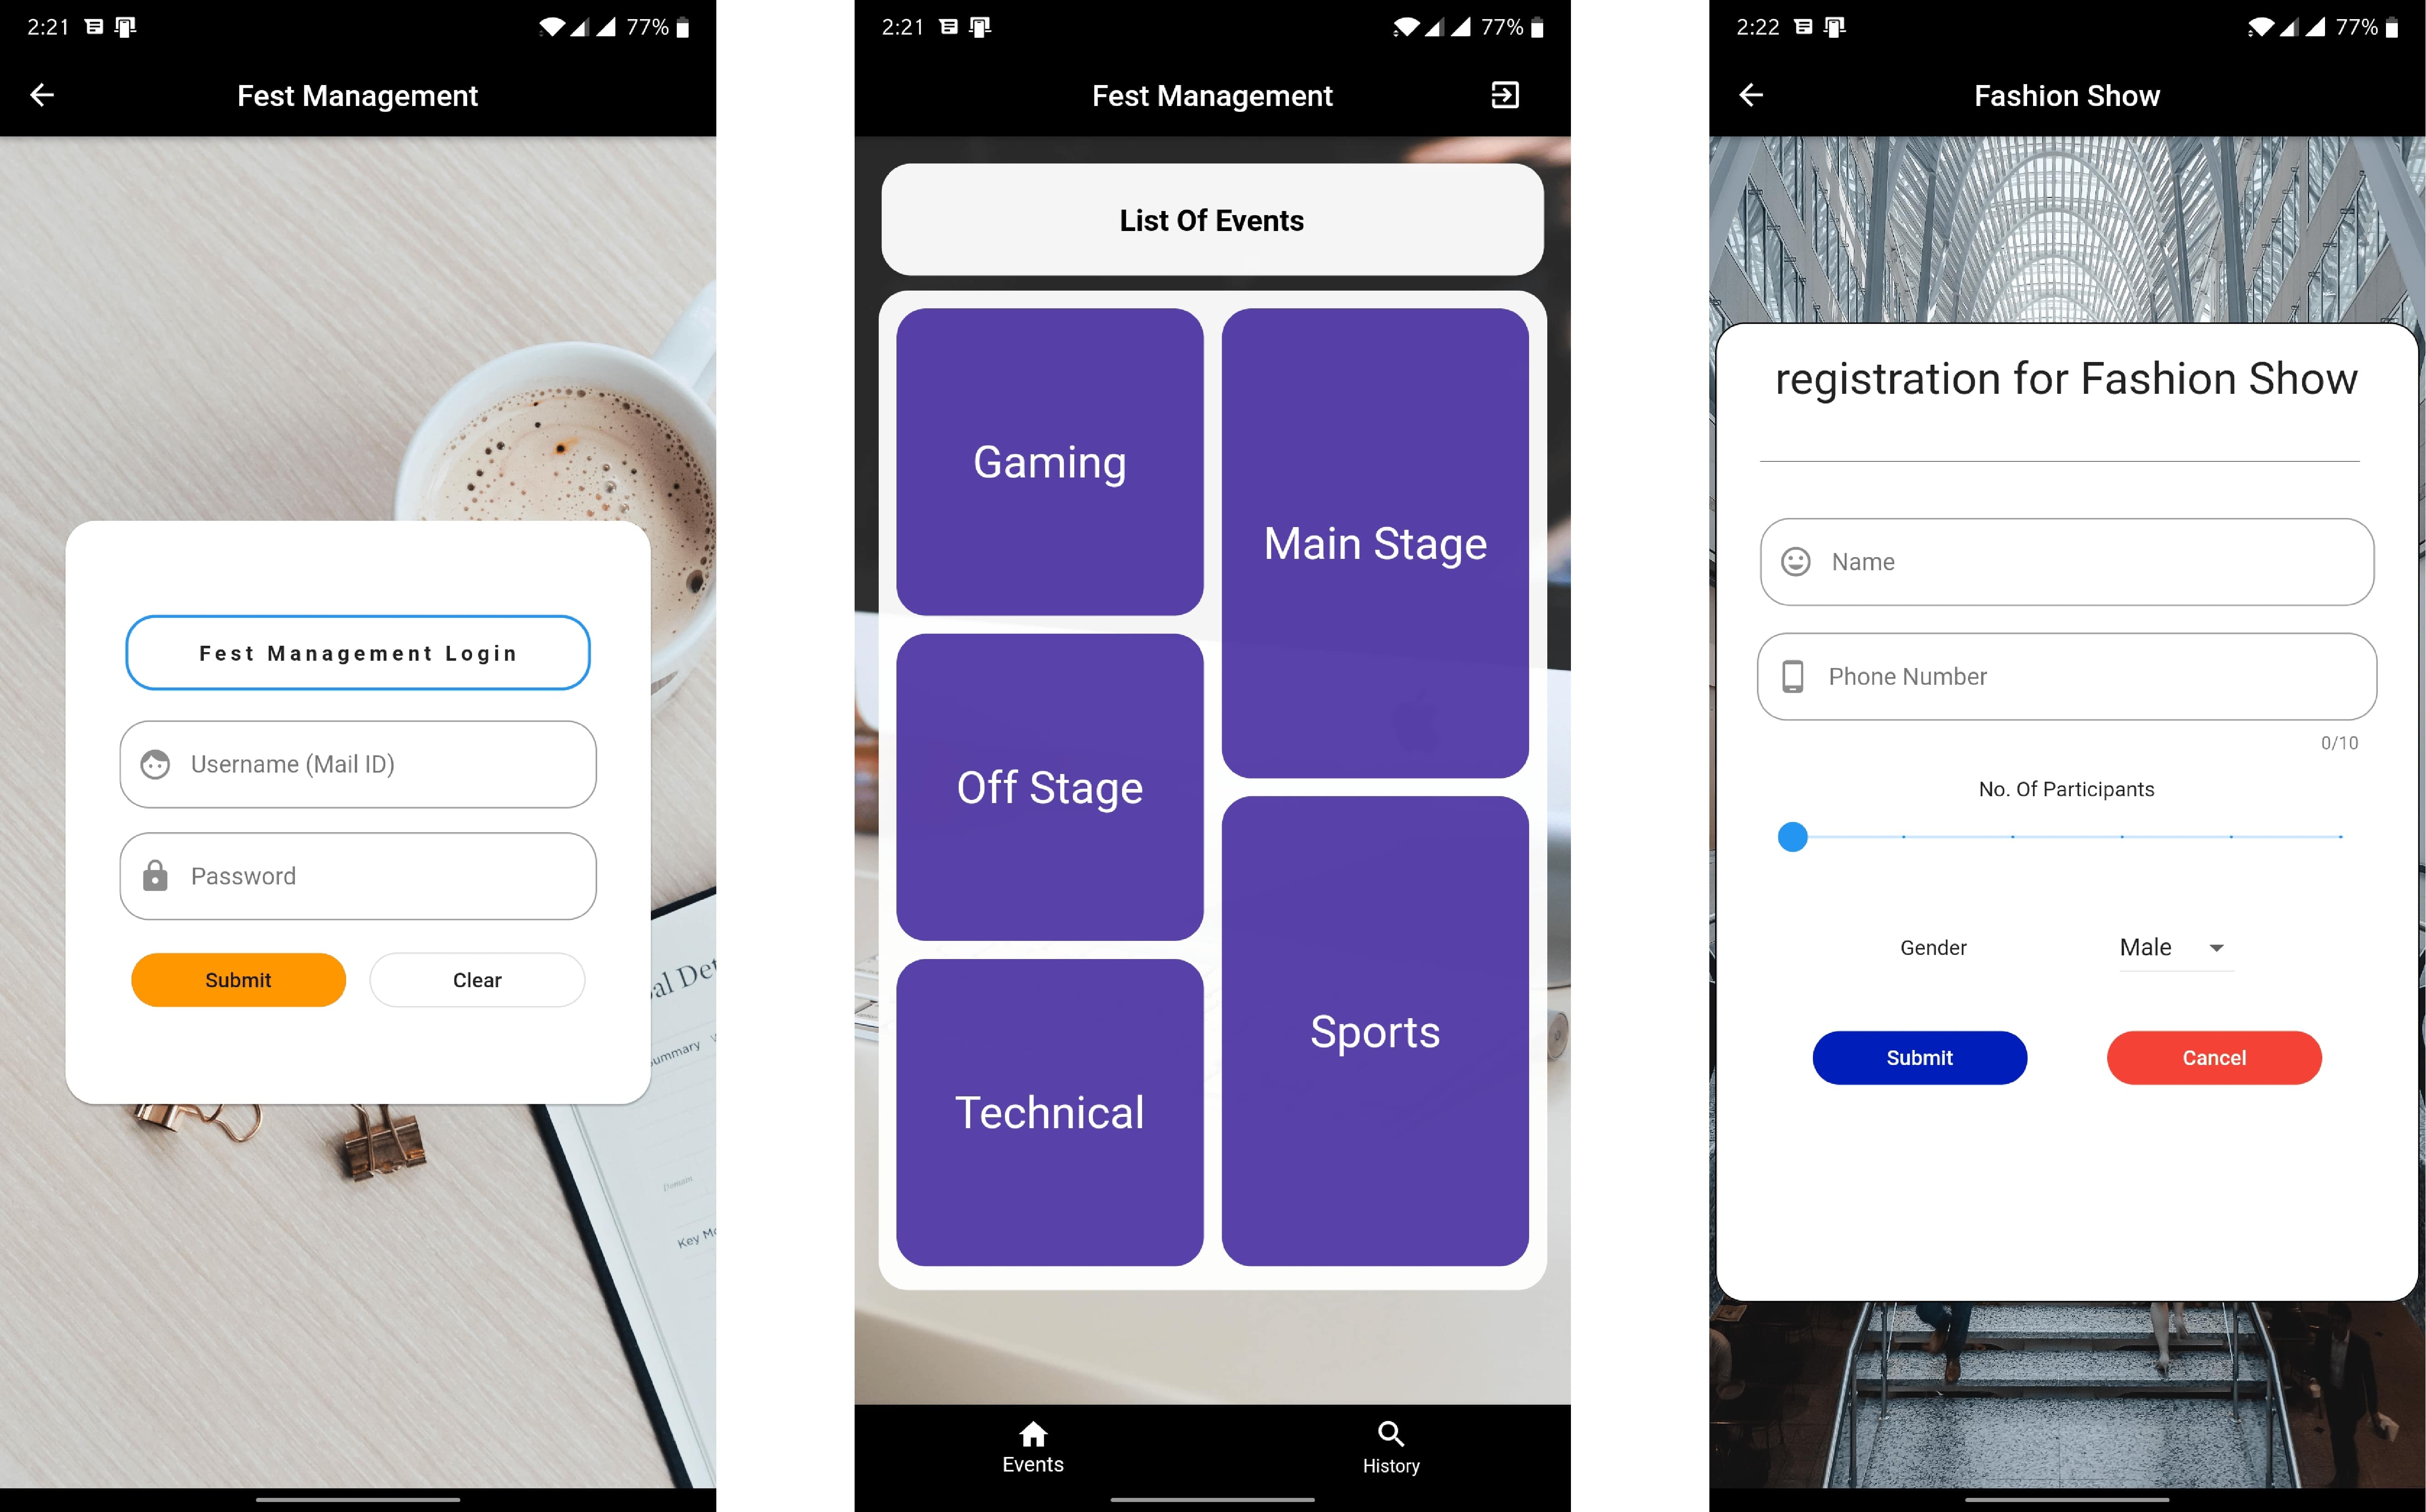 2:21
77%
Fest Management
Fest Management Login
Username (Mail ID)
Password
Submit
Clear
Summary
Domain
2:21
77%
Fest Management
List Of Events
Gaming
Main Stage
Off Stage
Sports
Technical
Events
History
2:22
77%
Fashion Show
registration for Fashion Show
Name
Phone Number
0/10
No. Of Participants
Gender
Male
Submit
Cancel